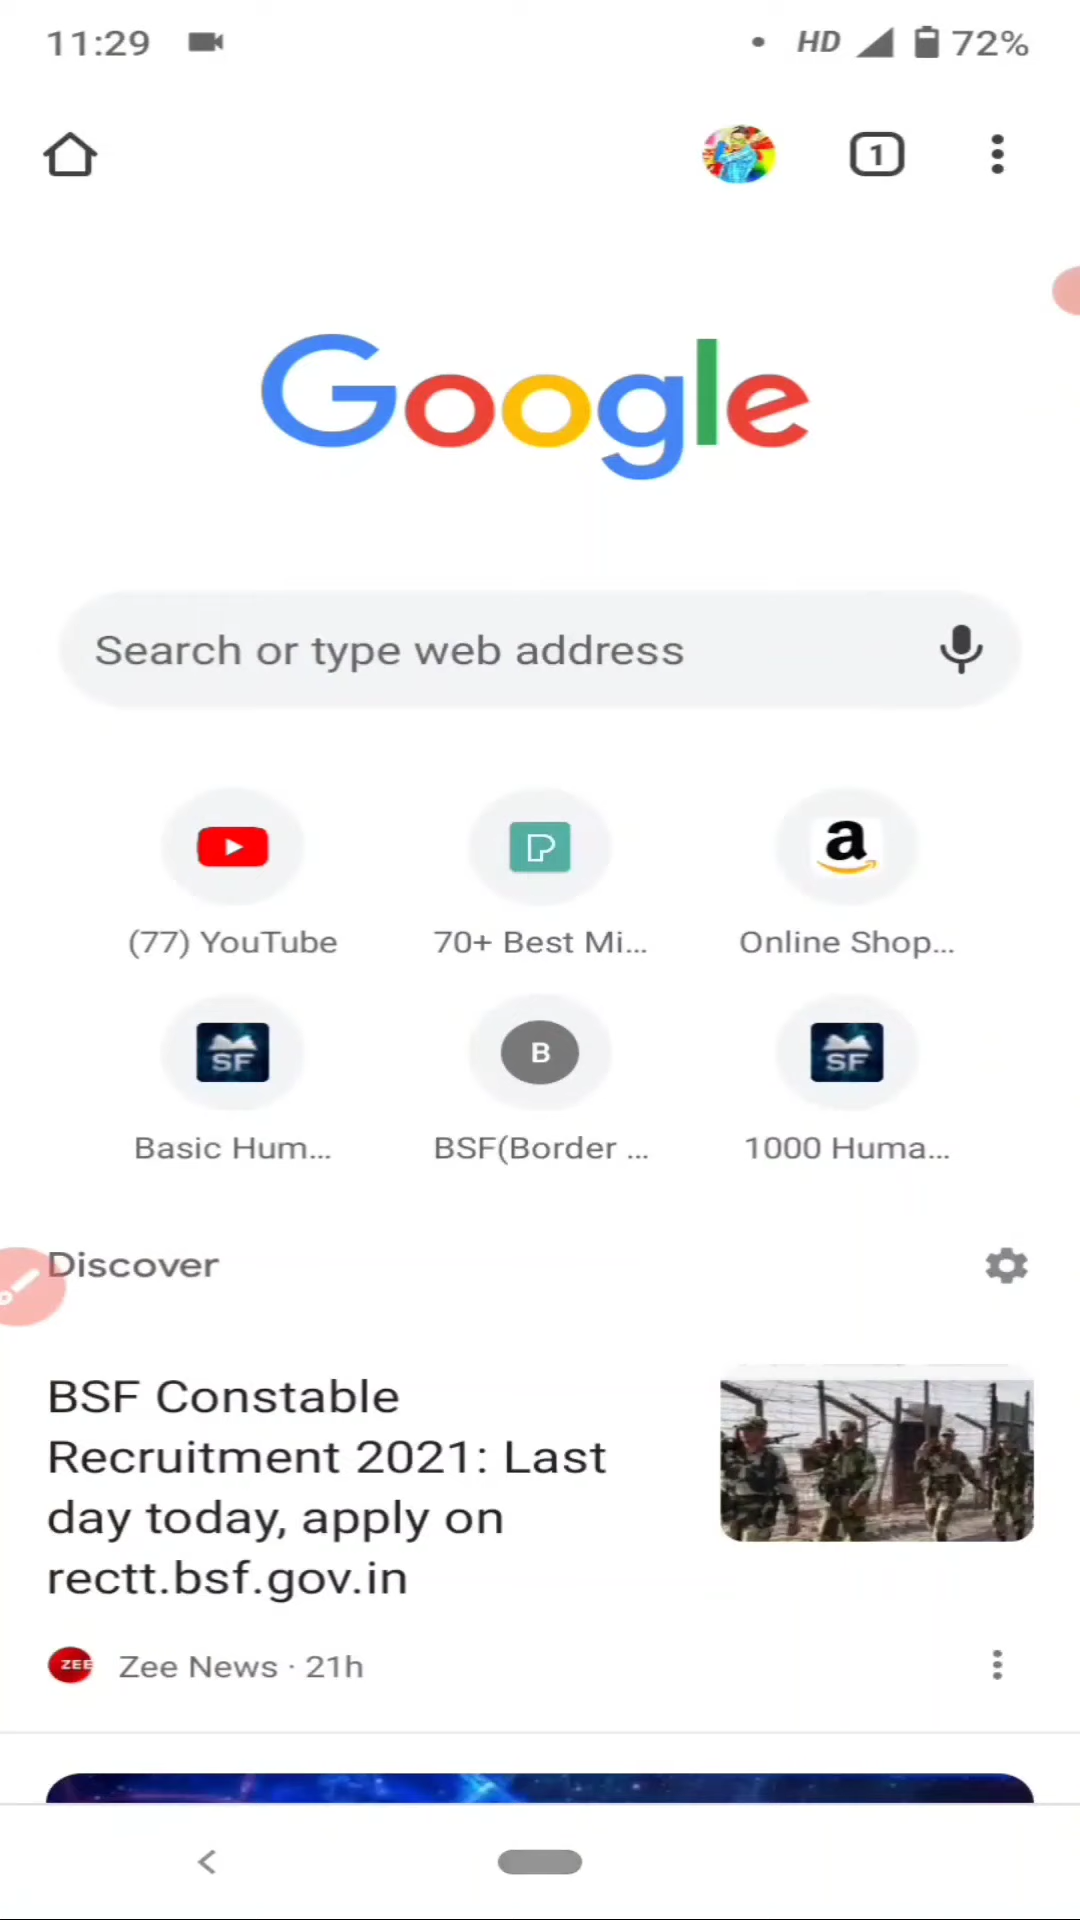 11:29 HD 72%
1
Google
Search or type web address
P a
(77) YouTube 70+ Best Mi... Online Shop...
SF B SF
Basic Hum... BSF(Border ... 1000 Huma...
Discover
BSF Constable
Recruitment 2021: Last
day today, apply on
rectt.bsf.gov.in
ZEE Zee News · 21h